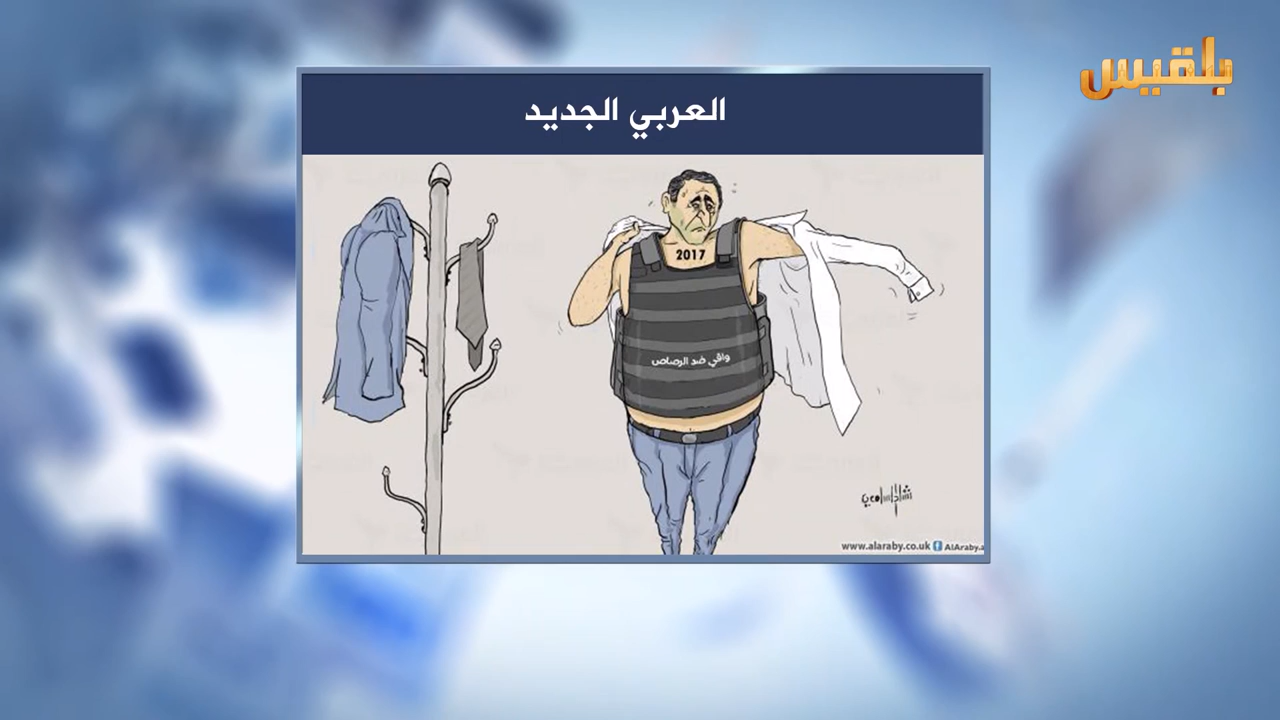 بلقيس
العربي الجديد
2017
واقي ضد الرصاص
www.alaraby.co.uk AlAraby.a